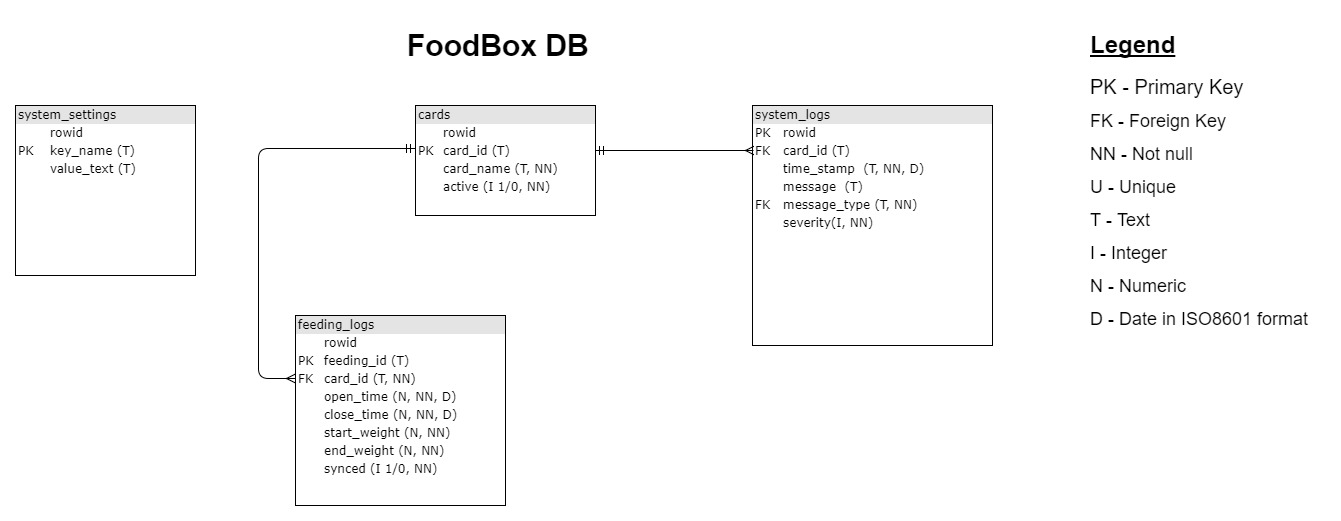 FoodBox DB
system_settings
rowid
PK key_name (T)
value_text (T)
cards
rowid
PK card_id (T)
card_name (T, NN)
active (I 1/0, NN)
system_logs
PK rowid
FK card_id (T)
time_stamp (T, NN, D)
message (T)
FK message_type (T, NN)
severity(I, NN)
feeding_logs
rowid
PK feeding_id (T)
FK card_id (T, NN)
open_time (N, NN, D)
close_time (N, NN, D)
start_weight (N, NN)
end_weight (N, NN)
synced (I 1/0, NN)
Legend
PK - Primary Key
FK - Foreign Key
NN - Not null
U - Unique
T - Text
I - Integer
N - Numeric
D - Date in ISO8601 format